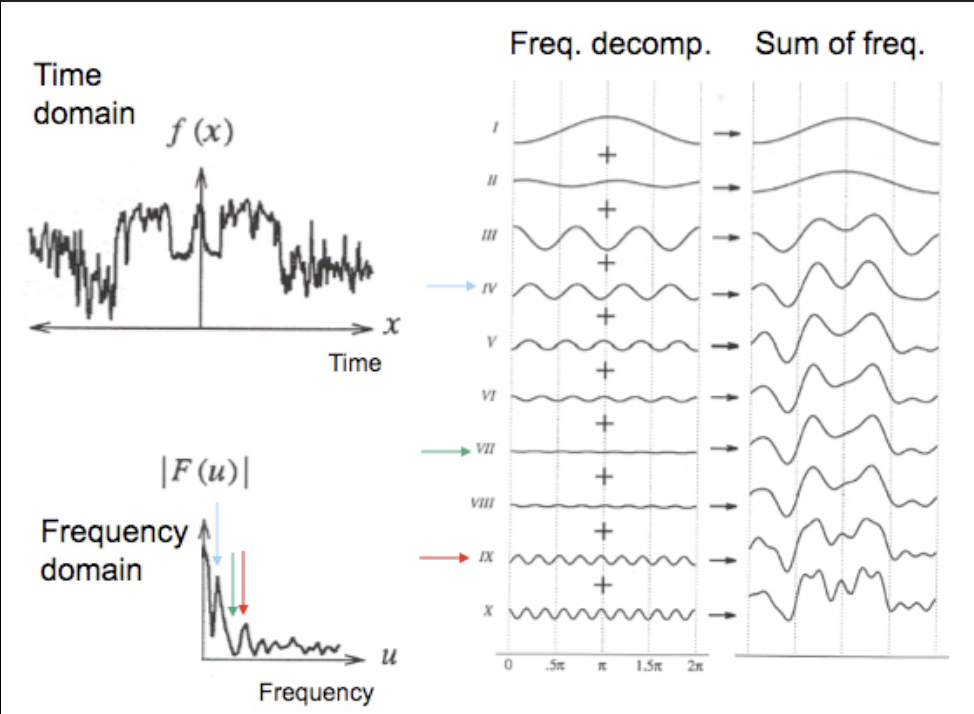 Freq. decomp.
Sum of freq.
Time
domain
f (x)
x
Time
|F (u)|
Frequency
domain
u
Frequency
I
+
II
+
III
+
IV
+
V
+
VI
+
VII
+
VIII
+
IX
+
X
0 .5π π 1.5π 2π